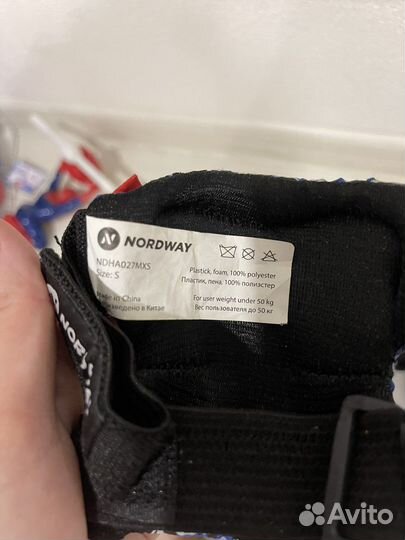 NORDWAY
NDHA027MXS
Size: S
Made in China
Plastick, foam, 100% polyester
Пластик, пена, 100% полиэстер
For user weight under 50 kg
Вес пользователя до 50 кг
в Китае
Avito